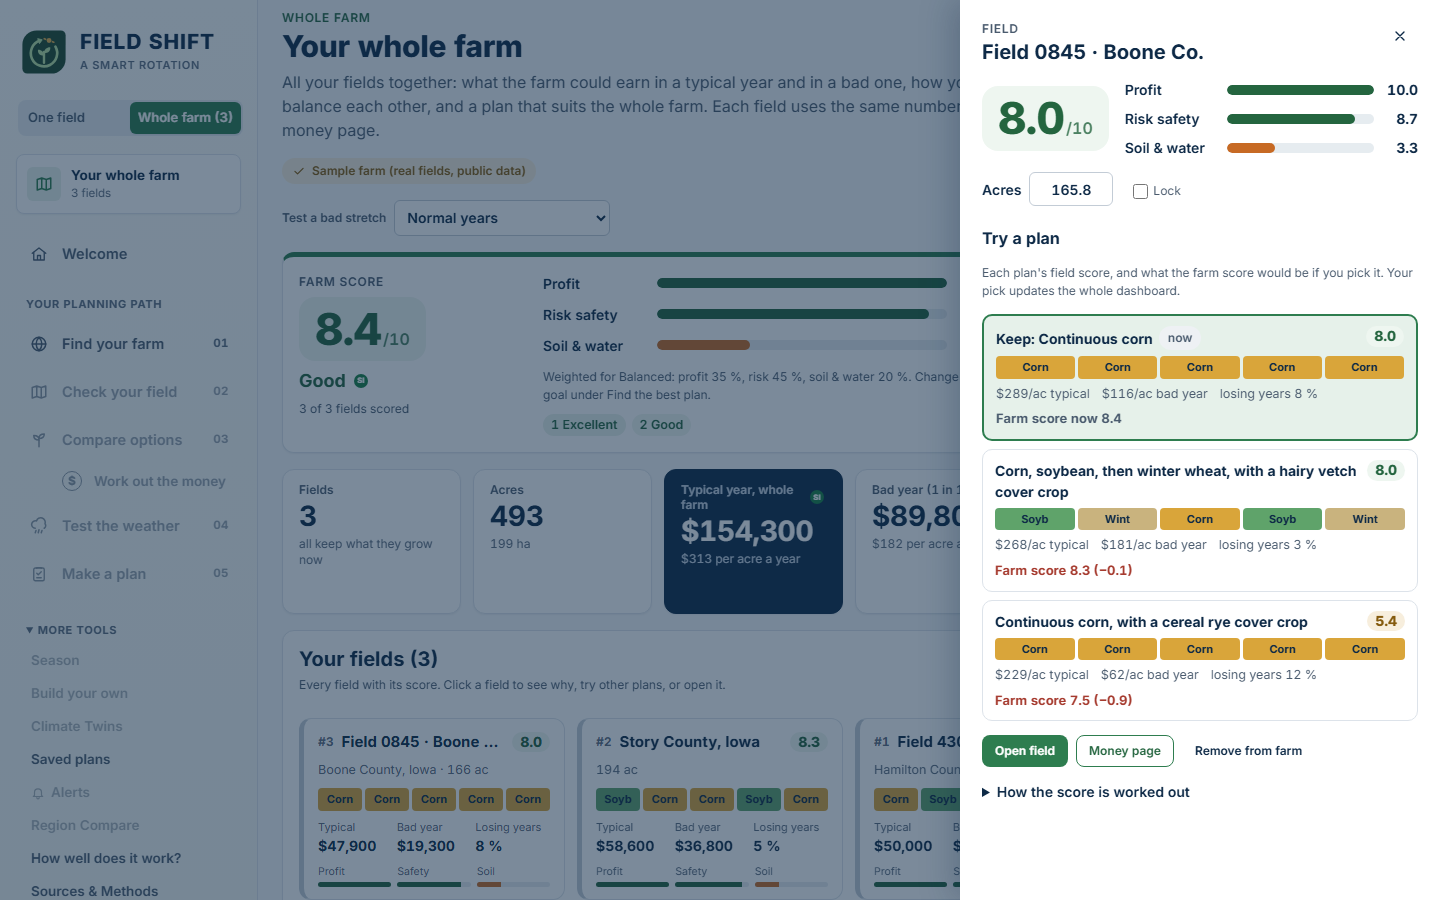 FIELD SHIFT
A SMART ROTATION
One field
Whole farm (3)
Your whole farm
3 fields
Welcome
YOUR PLANNING PATH
Find your farm 01
Check your field 02
Compare options 03
$ Work out the money
Test the weather 04
Make a plan 05
▼ MORE TOOLS
Season
Build your own
Climate Twins
Saved plans
Alerts
Region Compare
How well does it work?
Sources & Methods
WHOLE FARM
Your whole farm
All your fields together: what the farm could earn in a typical year and in a bad one, how
balance each other, and a plan that suits the whole farm. Each field uses the same
money page.
Sample farm (real fields, public data)
Test a bad stretch Normal years
FARM SCORE
8.4/10
Good SI
3 of 3 fields scored
Profit
Risk safety
Soil & water
Weighted for Balanced: profit 35 %, risk 45 %, soil & water 20 %. Change
goal under Find the best plan.
1 Excellent 2 Good
Fields
3
all keep what they grow
now
Acres
493
199 ha
Typical year, whole
farm SI
$154,300
$313 per acre a year
Bad year (1 in
$89,80
$182 per acre
Your fields (3)
Every field with its score. Click a field to see why, try other plans, or open it.
#3 Field 0845 · Boone ... 8.0
Boone County, Iowa · 166 ac
Corn Corn Corn Corn Corn
Typical Bad year Losing years
$47,900 $19,300 8 %
Profit Safety Soil
#2 Story County, Iowa 8.3
194 ac
Soyb Corn Corn Soyb Corn
Typical Bad year Losing years
$58,600 $36,800 5 %
Profit Safety Soil
#1 Field 430
Hamilton Coun
Corn Soyb
Typical
$50,000
Profit
FIELD
Field 0845 · Boone Co.
8.0/10
Profit 10.0
Risk safety 8.7
Soil & water 3.3
Acres 165.8 Lock
Try a plan
Each plan's field score, and what the farm score would be if you pick it. Your
pick updates the whole dashboard.
Keep: Continuous corn now 8.0
Corn Corn Corn Corn Corn
$289/ac typical $116/ac bad year losing years 8 %
Farm score now 8.4
Corn, soybean, then winter wheat, with a hairy vetch 8.0
cover crop
Soyb Wint Corn Soyb Wint
$268/ac typical $181/ac bad year losing years 3 %
Farm score 8.3 (−0.1)
Continuous corn, with a cereal rye cover crop 5.4
Corn Corn Corn Corn Corn
$229/ac typical $62/ac bad year losing years 12 %
Farm score 7.5 (−0.9)
Open field Money page Remove from farm
▶ How the score is worked out